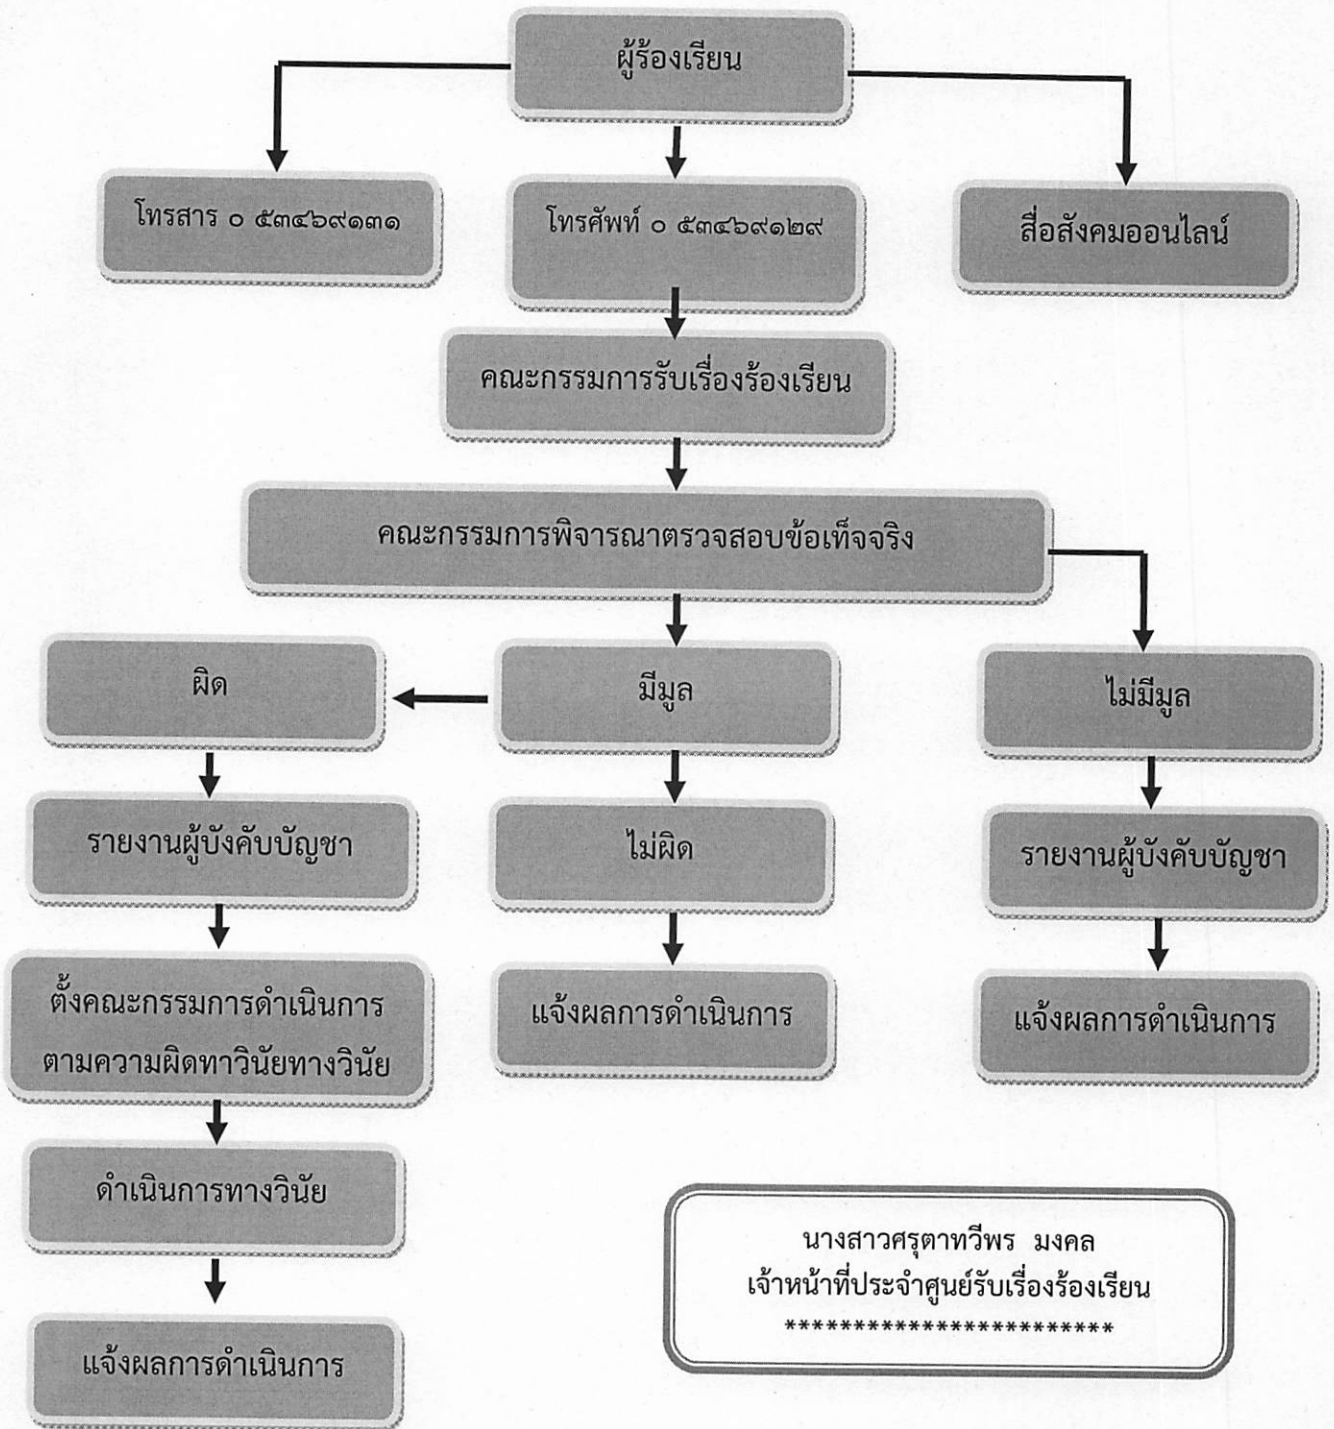 ผู้ร้องเรียน
โทรสาร ๐ ๕๓๔๖๙๑๓๑
โทรศัพท์ ๐ ๕๓๔๖๙๑๒๙
สื่อสังคมออนไลน์
คณะกรรมการรับเรื่องร้องเรียน
คณะกรรมการพิจารณาตรวจสอบข้อเท็จจริง
ผิด
มีมูล
ไม่มีมูล
รายงานผู้บังคับบัญชา
ไม่ผิด
รายงานผู้บังคับบัญชา
ตั้งคณะกรรมการดำเนินการ
ตามความผิดทาวินัยทางวินัย
แจ้งผลการดำเนินการ
แจ้งผลการดำเนินการ
ดำเนินการทางวินัย
แจ้งผลการดำเนินการ
นางสาวศรุตาทวีพร มงคล
เจ้าหน้าที่ประจำศูนย์รับเรื่องร้องเรียน
************************